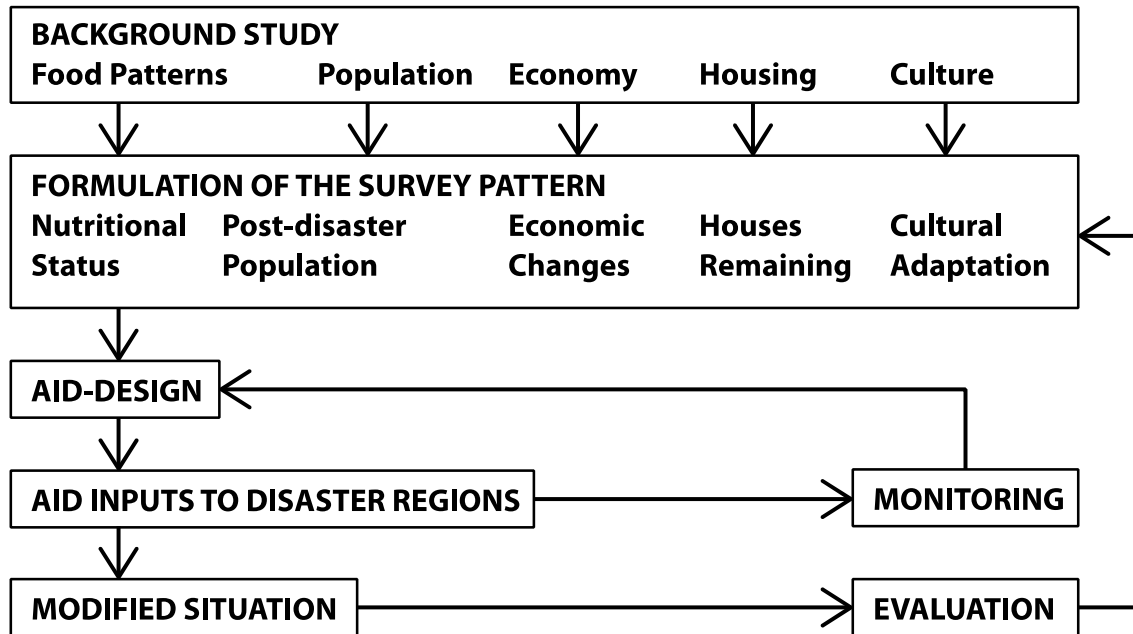 BACKGROUND STUDY
Food Patterns Population Economy Housing Culture
FORMULATION OF THE SURVEY PATTERN
Nutritional Post-disaster Economic Houses Cultural
Status Population Changes Remaining Adaptation
AID-DESIGN
AID INPUTS TO DISASTER REGIONS MONITORING
MODIFIED SITUATION EVALUATION